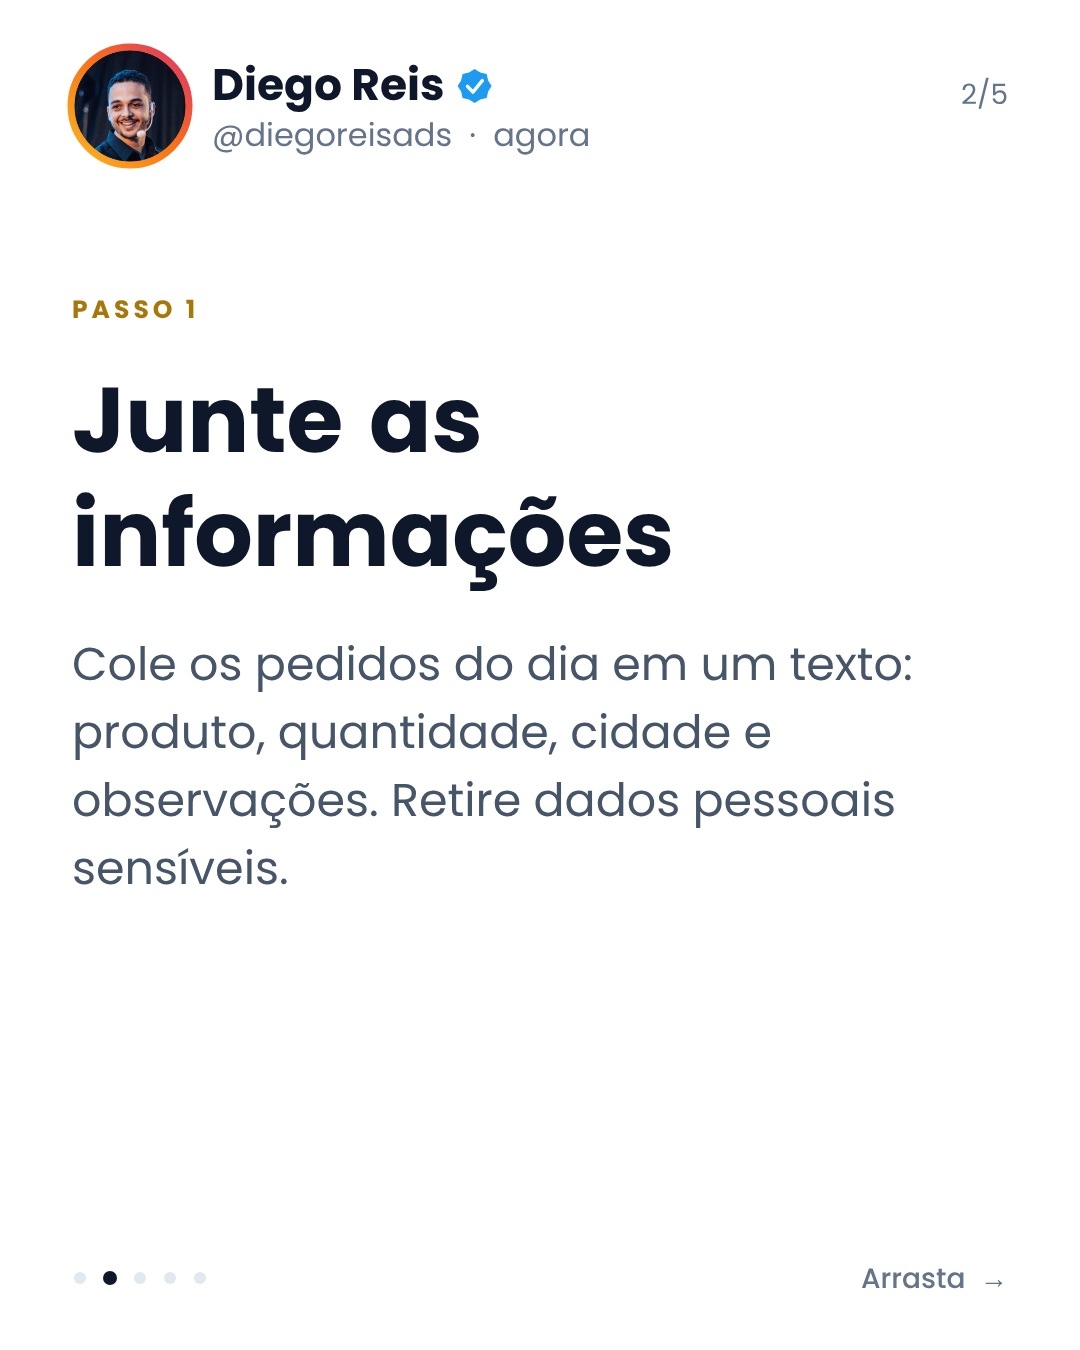 Diego Reis
@diegoreisads · agora
2/5
PASSO 1
Junte as
informações
Cole os pedidos do dia em um texto:
produto, quantidade, cidade e
observações. Retire dados pessoais
sensíveis.
Arrasta →